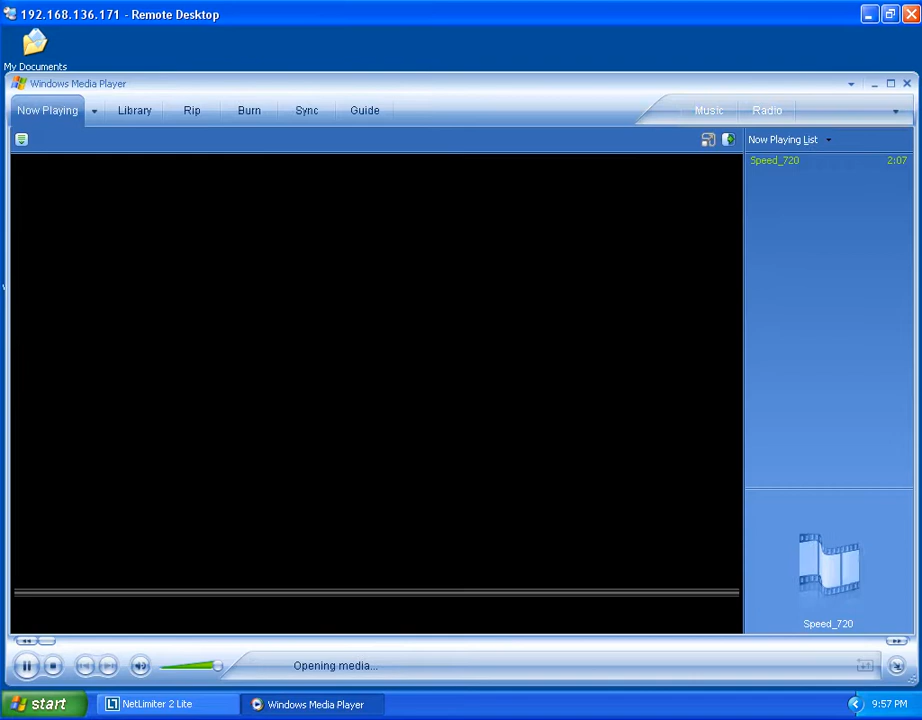 192.168.136.171 - Remote Desktop
My Documents
Windows Media Player
Now Playing Library Rip Burn Sync Guide Music Radio
Now Playing List
Speed_720 2:07
Speed_720
Opening media...
start NetLimiter 2 Lite Windows Media Player 9:57 PM